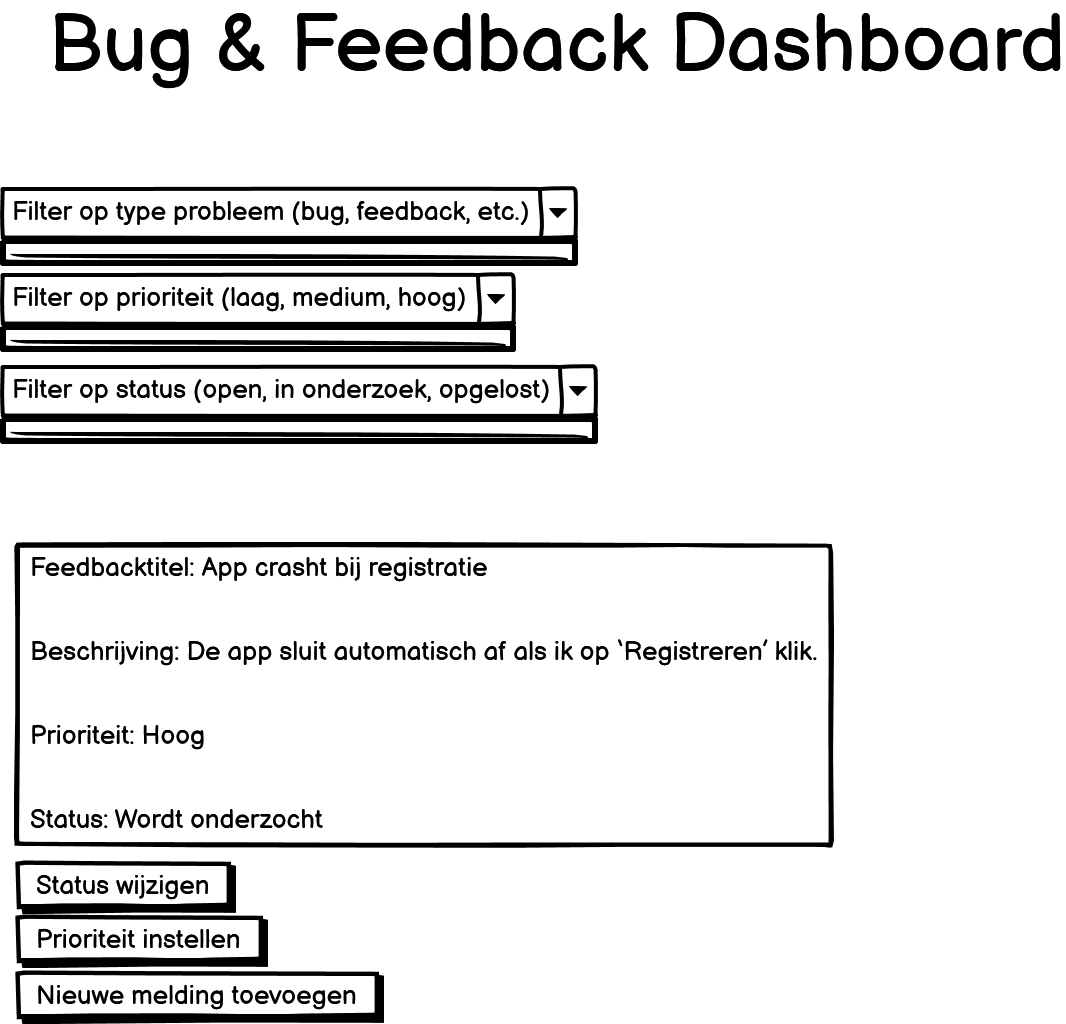 Bug & Feedback Dashboard
Filter op type probleem (bug, feedback, etc.)
Filter op prioriteit (laag, medium, hoog)
Filter op status (open, in onderzoek, opgelost)
Feedbacktitel: App crasht bij registratie
Beschrijving: De app sluit automatisch af als ik op ‘Registreren’ klik.
Prioriteit: Hoog
Status: Wordt onderzocht
Status wijzigen
Prioriteit instellen
Nieuwe melding toevoegen